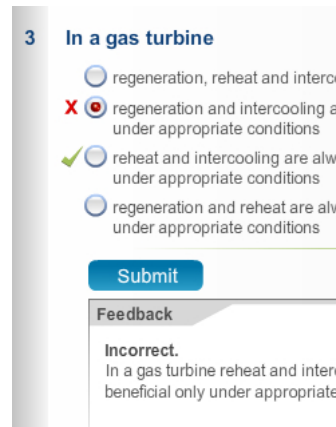 3 In a gas turbine
regeneration, reheat and interc
regeneration and intercooling a
under appropriate conditions
reheat and intercooling are alw
under appropriate conditions
regeneration and reheat are alw
under appropriate conditions
Submit
Feedback
Incorrect.
In a gas turbine reheat and inter
beneficial only under appropriate